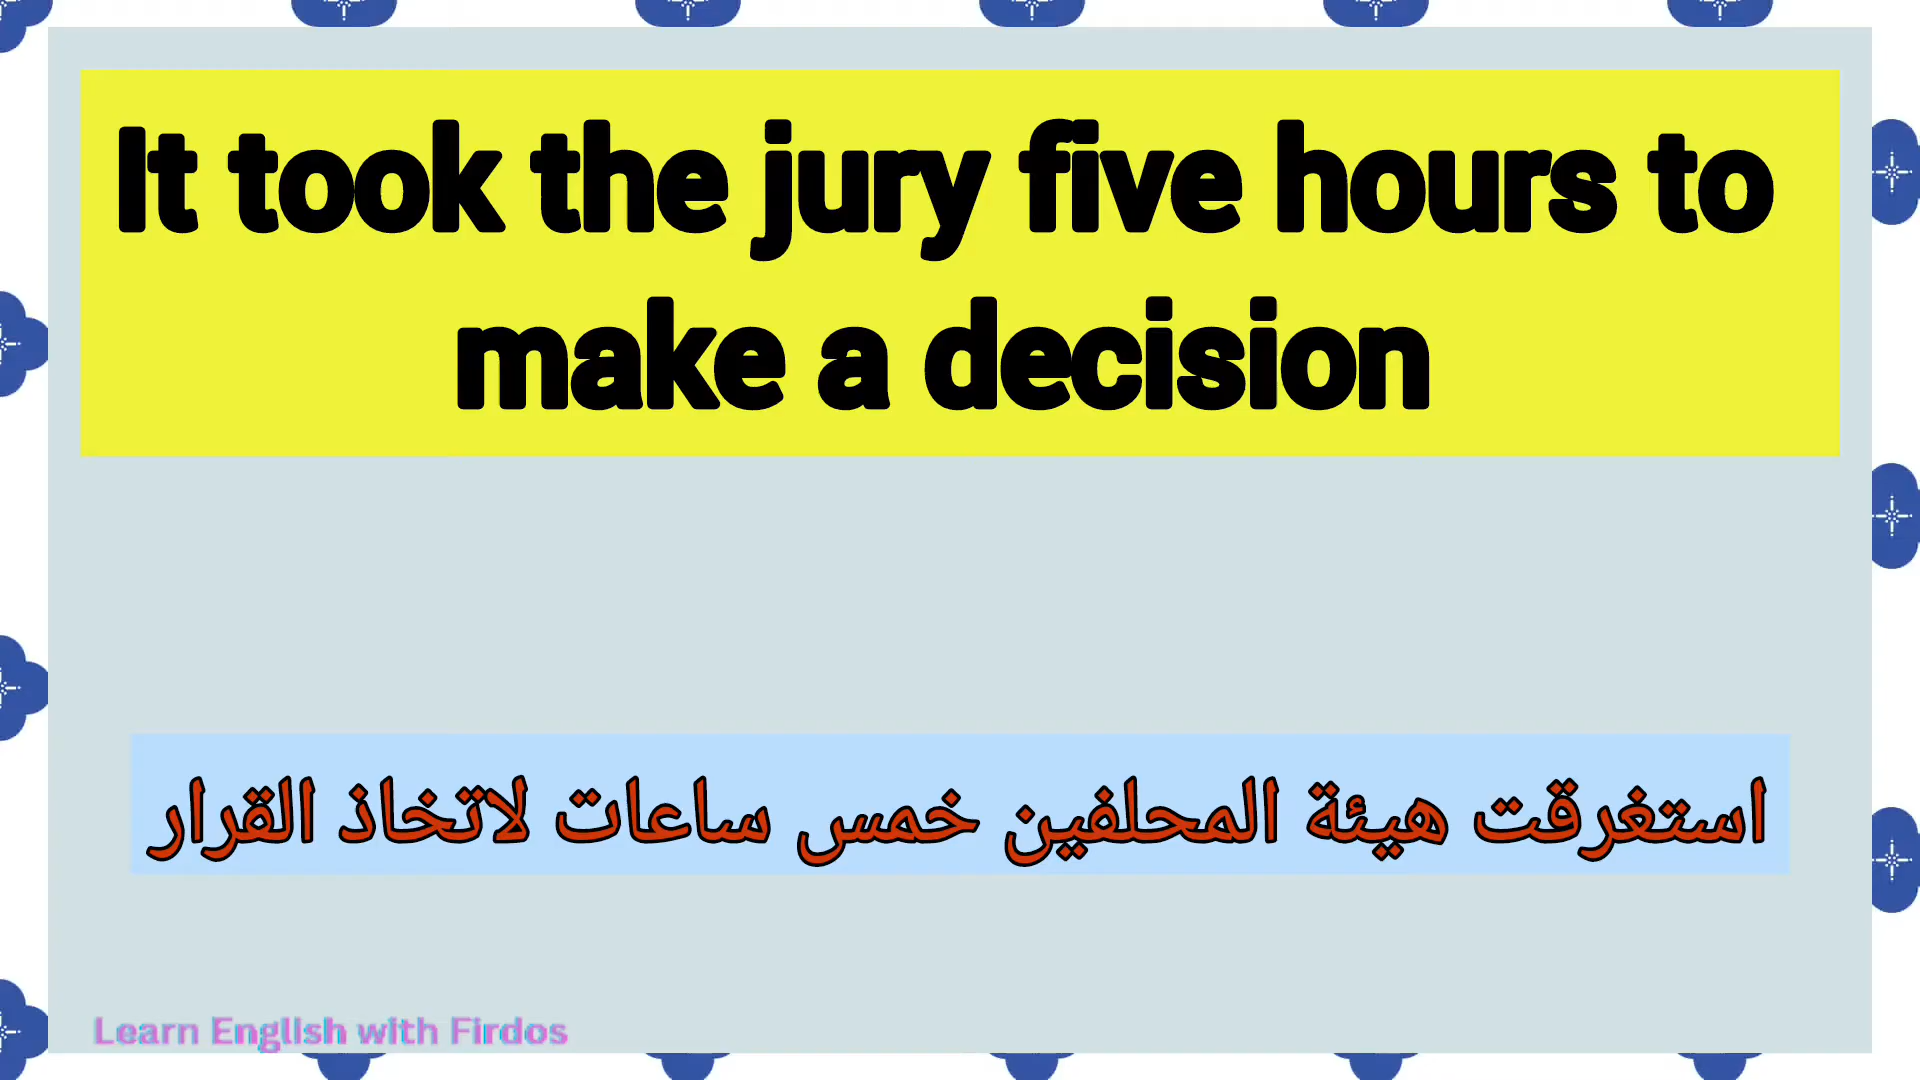 It took the jury five hours to
make a decision
استغرقت هيئة المحلفين خمس ساعات لاتخاذ القرار
Learn English with Firdos